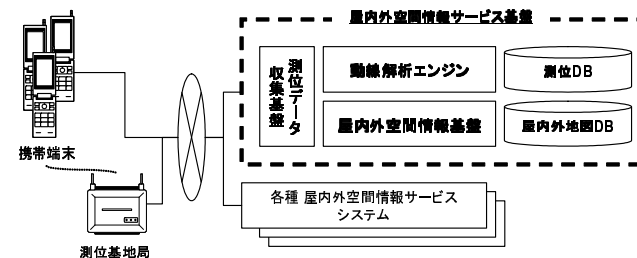 屋内外空間情報サービス基盤
測位データ
収集基盤
動線解析エンジン
測位DB
屋内外空間情報基盤
屋内外地図DB
携帯端末
各種 屋内外空間情報サービス
システム
測位基地局